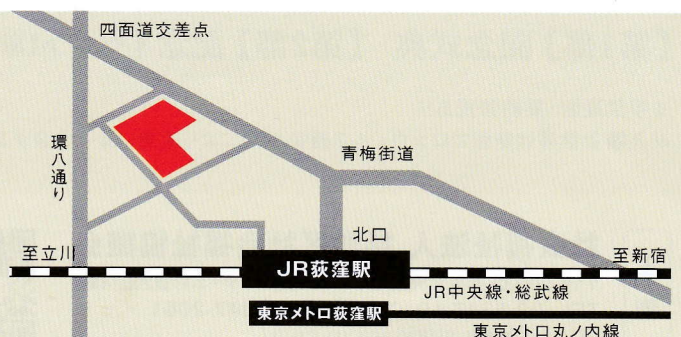 四面道交差点
環八通り
青梅街道
北口
至立川
至新宿
JR荻窪駅
JR中央線・総武線
東京メトロ荻窪駅
東京メトロ丸ノ内線